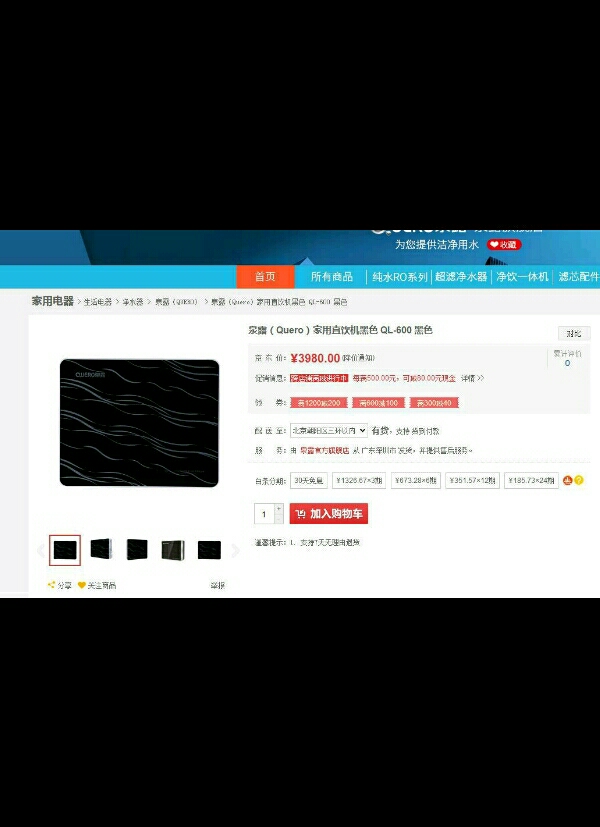 为您提供洁净用水 收藏
首页 所有商品 纯水RO系列 超滤净水器 净饮一体机 滤芯配件
家用电器 > 生活电器 > 净水器 > 泉露（QUERO） > 泉露（Quero）家用直饮机黑色 QL-600 黑色
泉露（Quero）家用直饮机黑色 QL-600 黑色
对比
京 东 价： ¥3980.00 (降价通知)
累计评价
0
促销信息： 每满500.00元，可减80.00元现金 详情 >>
领 券： 满1200减200 满600减100 满300减40
配 送 至： 北京朝阳区三环以内 有货，支持 货到付款
服 务： 由 泉露官方旗舰店 从 广东深圳市 发货，并提供售后服务。
白条分期： 30天免息 ¥1326.67×3期 ¥673.28×6期 ¥351.57×12期 ¥185.73×24期
1 加入购物车
温馨提示：1. 支持7天无理由退货
QUERO泉露
分享 关注商品 举报